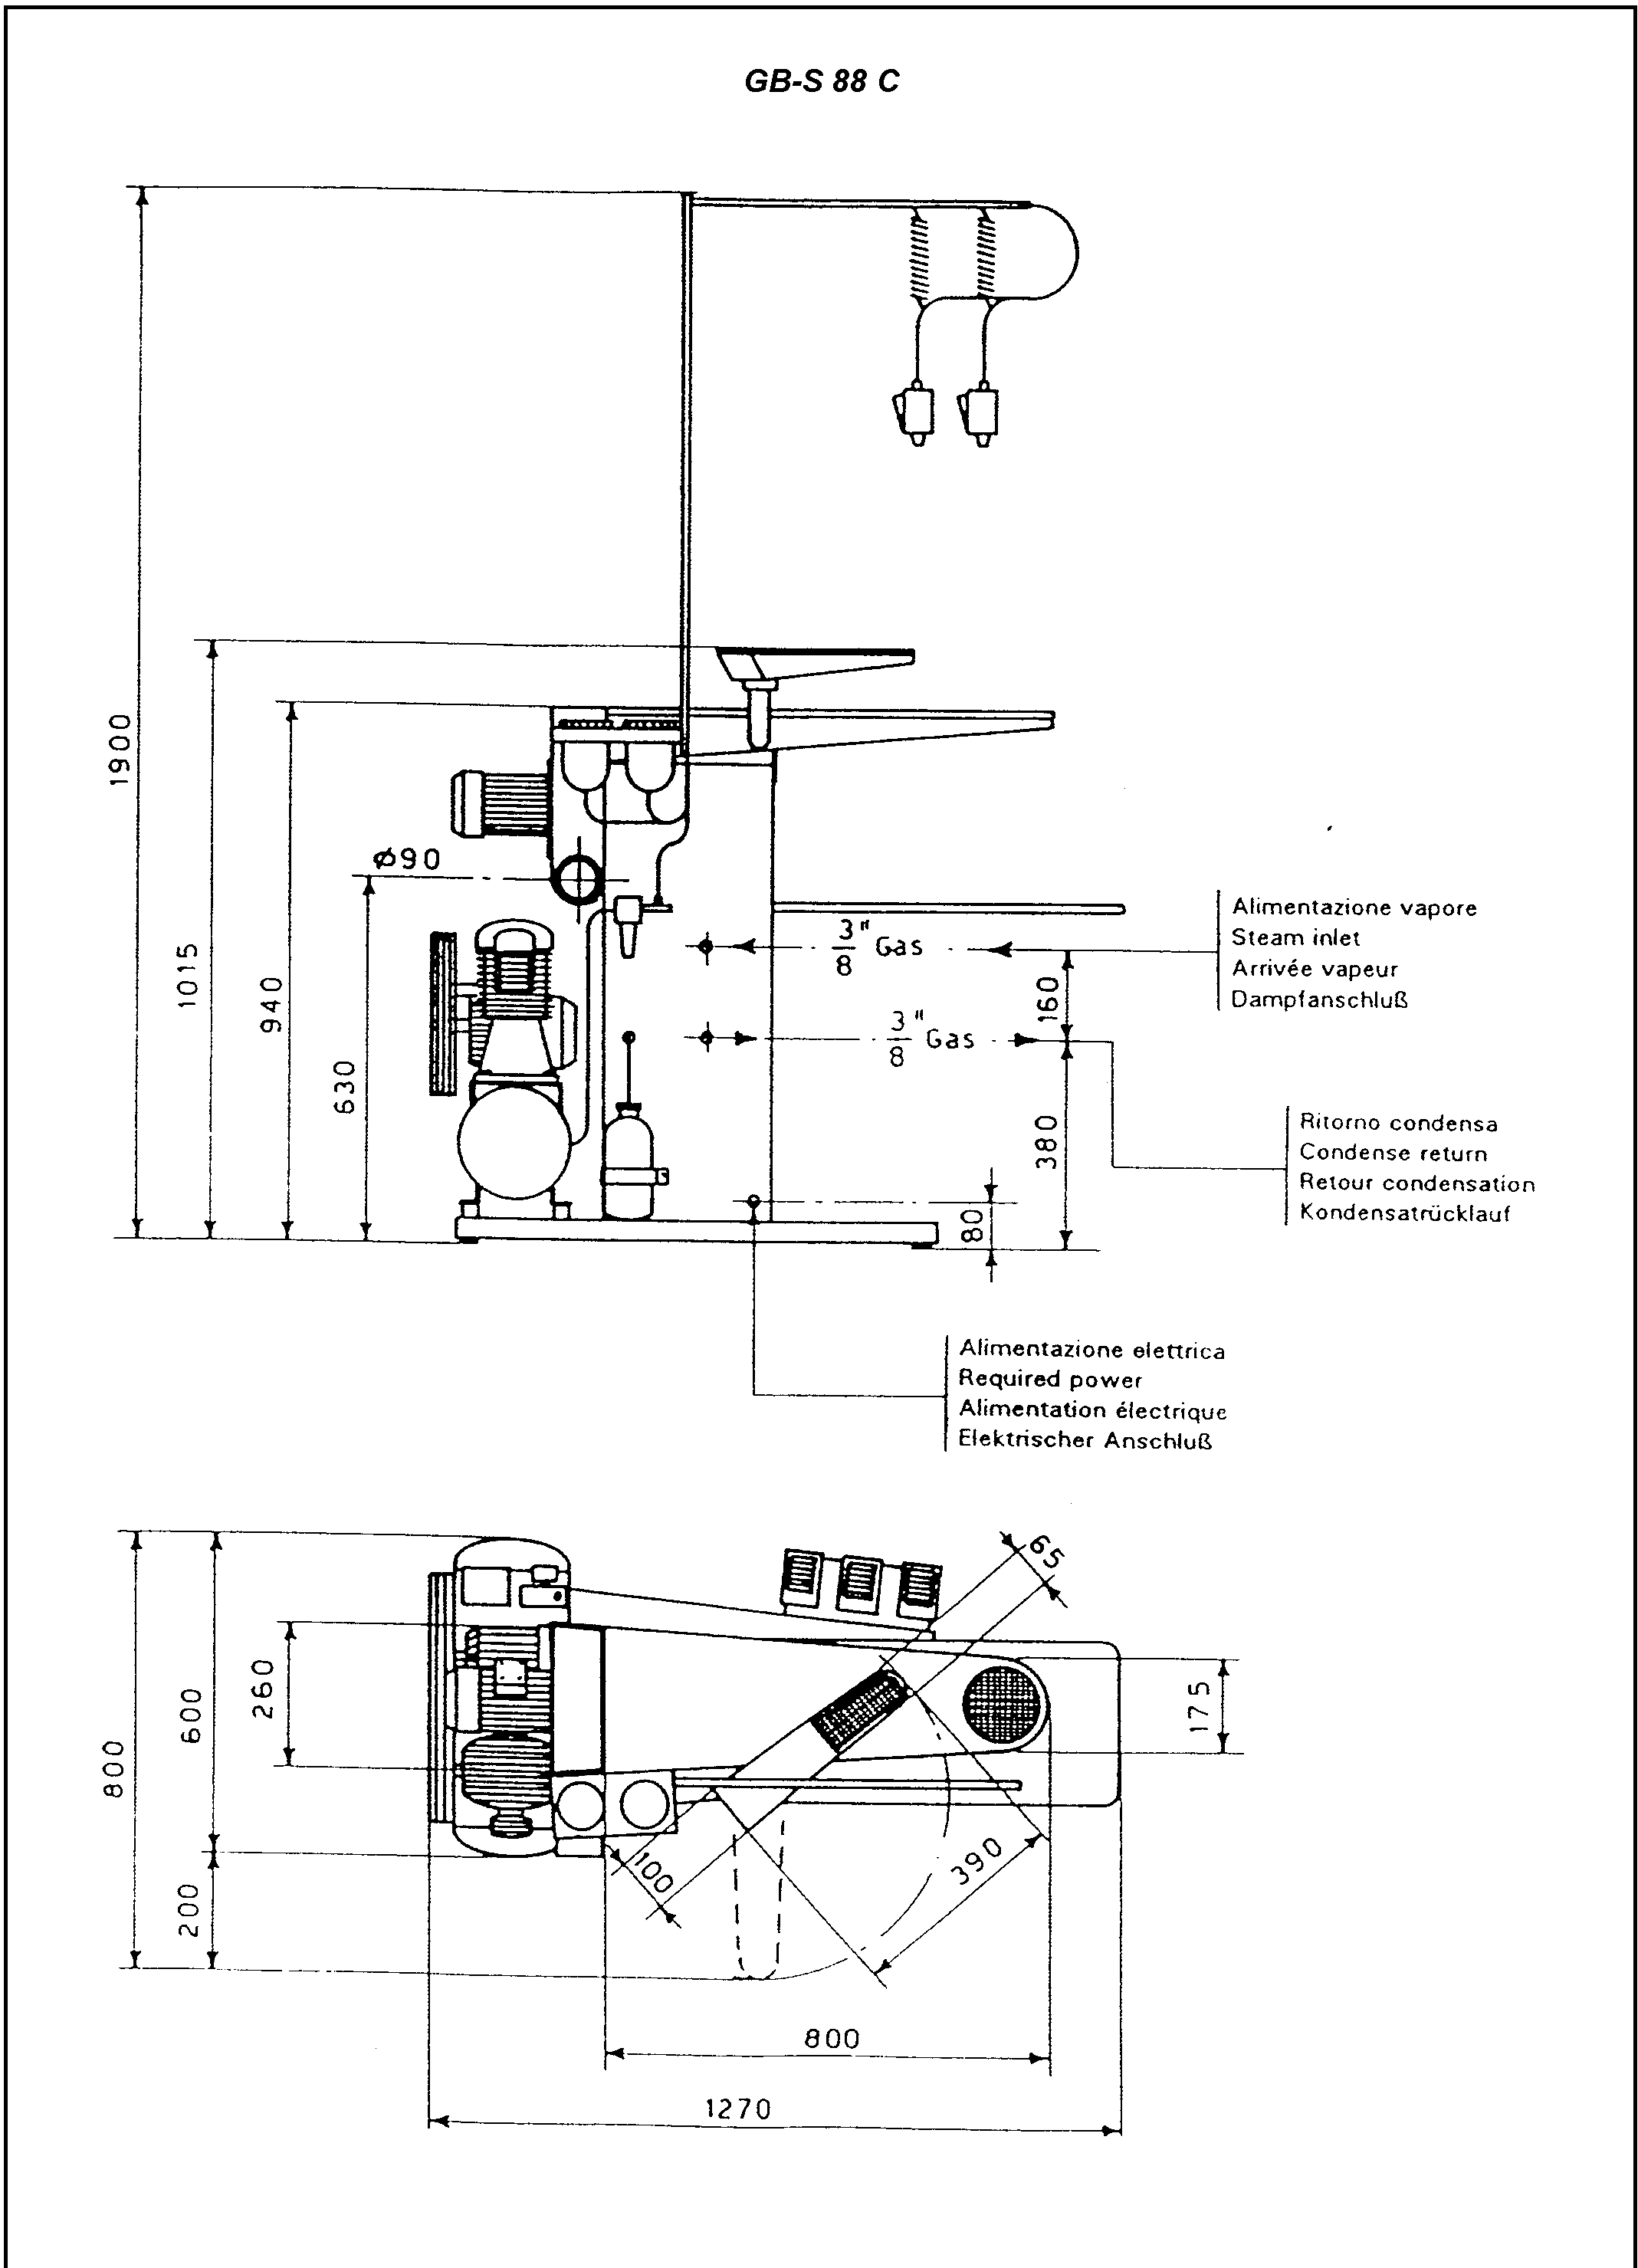 GB-S 88 C
1900
1015
940
630
ø90
3" Gas
8
Alimentazione vapore
Steam inlet
Arrivée vapeur
Dampfanschluß
160
3" Gas
8
380
80
Ritorno condensa
Condense return
Retour condensation
Kondensatrücklauf
Alimentazione elettrica
Required power
Alimentation électrique
Elektrischer Anschluß
65
800
600
260
175
200
100
390
800
1270